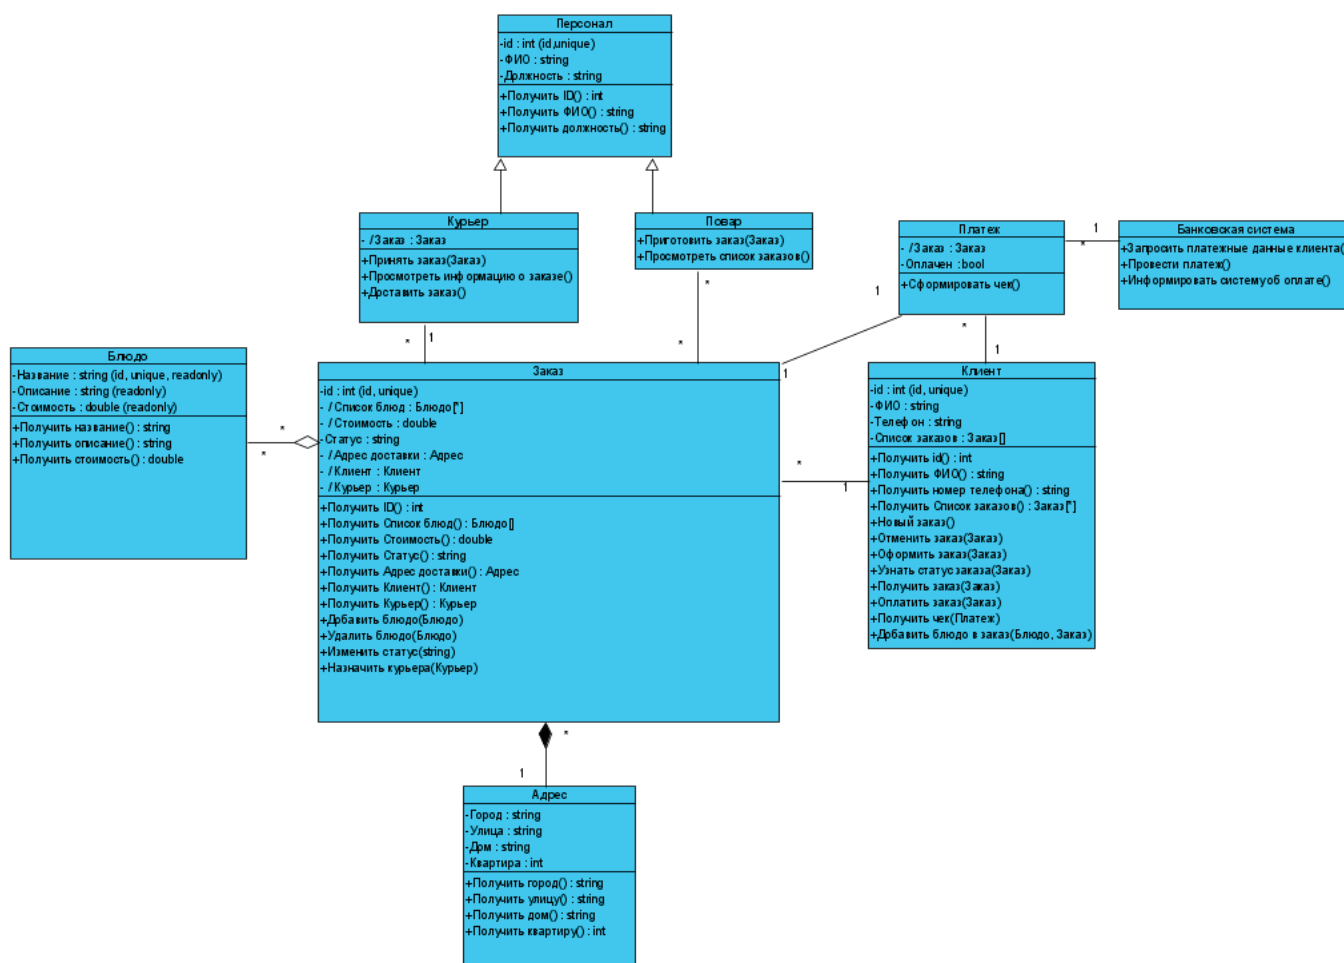 Персонал
-id : int (id,unique)
-ФИО : string
-Должность : string
+Получить ID() : int
+Получить ФИО() : string
+Получить должность() : string
Курьер
- /Заказ : Заказ
+Принять заказ(Заказ)
+Просмотреть информацию о заказе()
+Доставить заказ()
Повар
+Приготовить заказ(Заказ)
+Просмотреть список заказов()
Платеж
- /Заказ : Заказ
-Оплачен : bool
+Сформировать чек()
1
*
Банковская система
+Запросить платежные данные клиента(
+Провести платеж()
+Информировать систему об оплате()
*
1
*
*
1
1
*
1
Блюдо
-Название : string (id, unique, readonly)
-Описание : string (readonly)
-Стоимость : double (readonly)
+Получить название() : string
+Получить описание() : string
+Получить стоимость() : double
*
*
Заказ
-id : int (id, unique)
- /Список блюд : Блюдо[*]
- /Стоимость : double
-Статус : string
- /Адрес доставки : Адрес
- /Клиент : Клиент
- /Курьер : Курьер
+Получить ID() : int
+Получить Список блюд() : Блюдо[]
+Получить Стоимость() : double
+Получить Статус() : string
+Получить Адрес доставки() : Адрес
+Получить Клиент() : Клиент
+Получить Курьер() : Курьер
+Добавить блюдо(Блюдо)
+Удалить блюдо(Блюдо)
+Изменить статус(string)
+Назначить курьера(Курьер)
*
1
Клиент
-id : int (id, unique)
-ФИО : string
-Телефон : string
-Список заказов : Заказ[]
+Получить id() : int
+Получить ФИО() : string
+Получить номер телефона() : string
+Получить Список заказов() : Заказ[*]
+Новый заказ()
+Отменить заказ(Заказ)
+Оформить заказ(Заказ)
+Узнать статус заказа(Заказ)
+Получить заказ(Заказ)
+Оплатить заказ(Заказ)
+Получить чек(Платеж)
+Добавить блюдо в заказ(Блюдо, Заказ)
*
1
Адрес
-Город : string
-Улица : string
-Дом : string
-Квартира : int
+Получить город() : string
+Получить улицу() : string
+Получить дом() : string
+Получить квартиру() : int